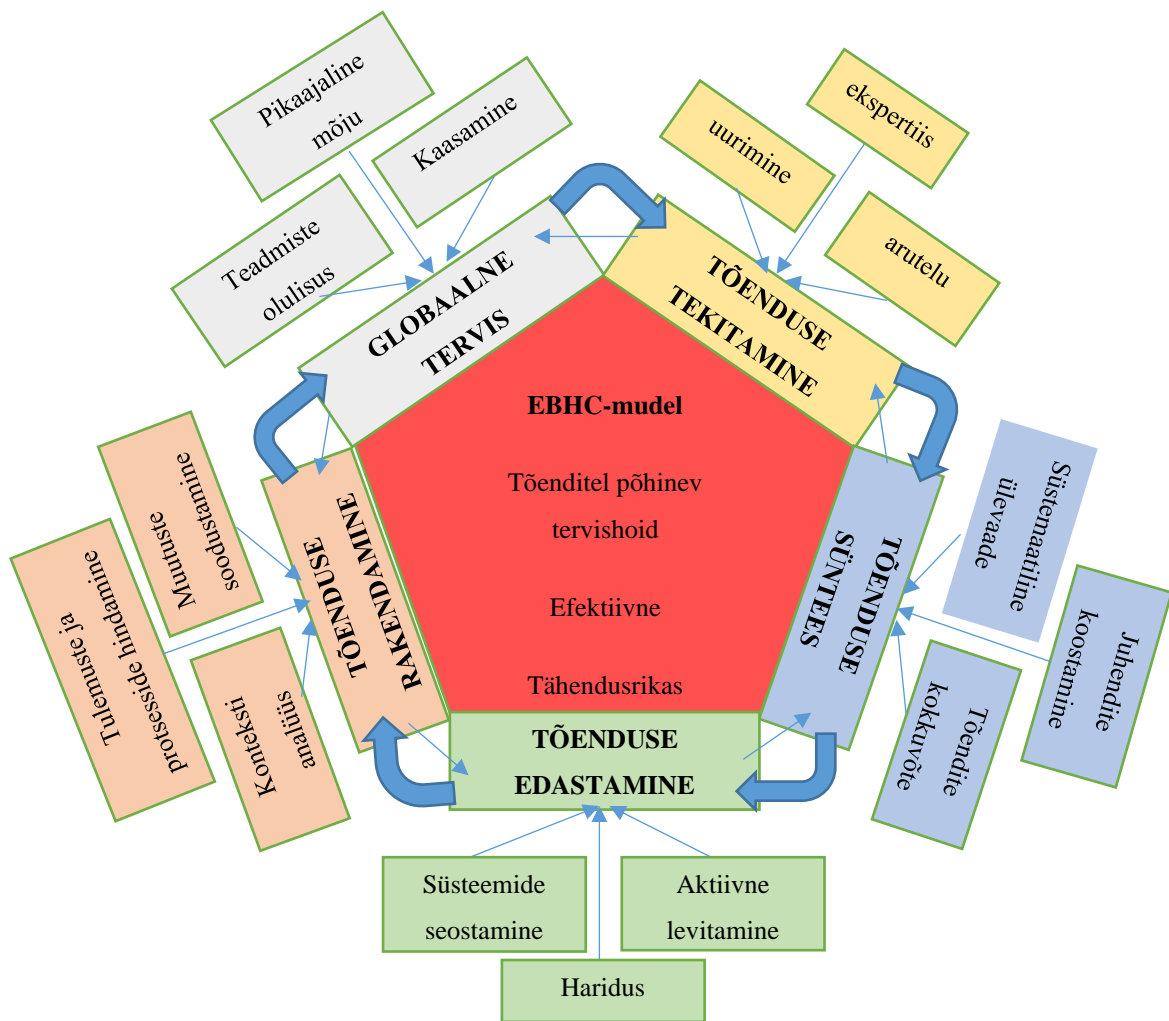 Pikaajaline
mõju
Kaasamine
Teadmiste
olulisus
GLOBAALNE
TERVIS
uurimine
ekspertiis
arutelu
TÕENDUSE
TEKITAMINE
EBHC-mudel
Tõenditel põhinev
tervishoid
Efektiivne
Tähendusrikas
Süstemaatiline
ülevaade
Juhendite
koostamine
Tõendite
kokkuvõte
TÕENDUSE
SÜNTEES
TÕENDUSE
EDASTAMINE
Süsteemide
seostamine
Aktiivne
levitamine
Haridus
TÕENDUSE
RAKENDAMINE
Muutuste
soodustamine
Tulemuste ja
protsesside hindamine
Konteksti
analüüs